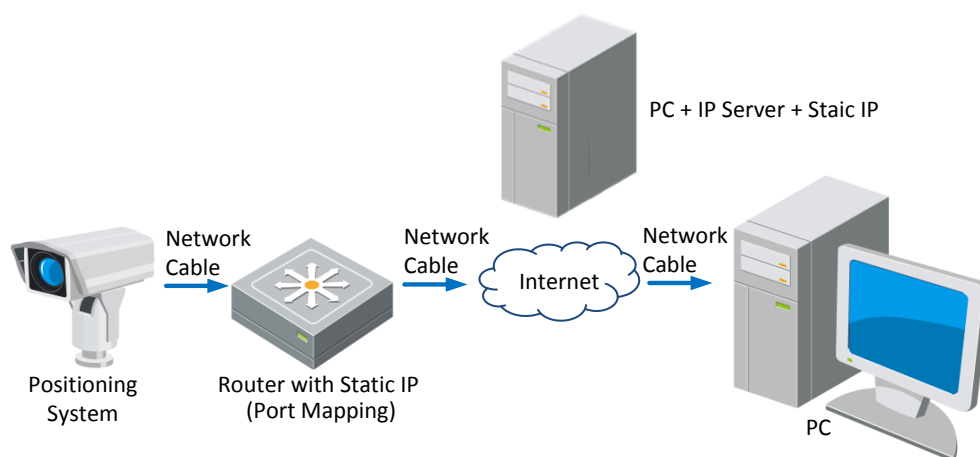 PC + IP Server + Staic IP
Network
Cable
Network
Cable
Network
Cable
Internet
Positioning
System
Router with Static IP
(Port Mapping)
PC